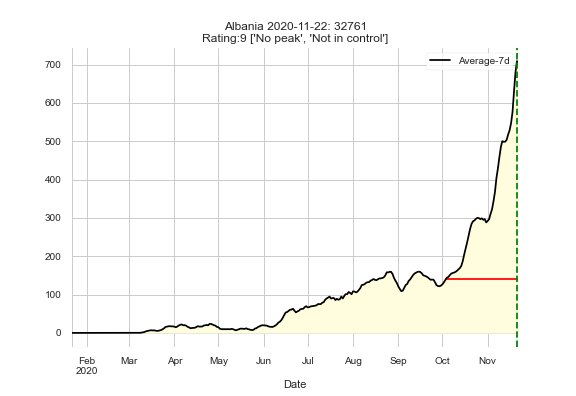 Albania 2020-11-22: 32761
Rating:9 ['No peak', 'Not in control']
Average-7d
700
600
500
400
300
200
100
0
Feb Mar Apr May Jun Jul Aug Sep Oct Nov
2020
Date